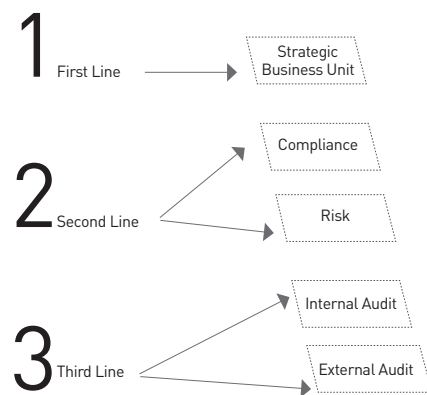 1
First Line
Strategic
Business Unit
2
Second Line
Compliance
Risk
3
Third Line
Internal Audit
External Audit